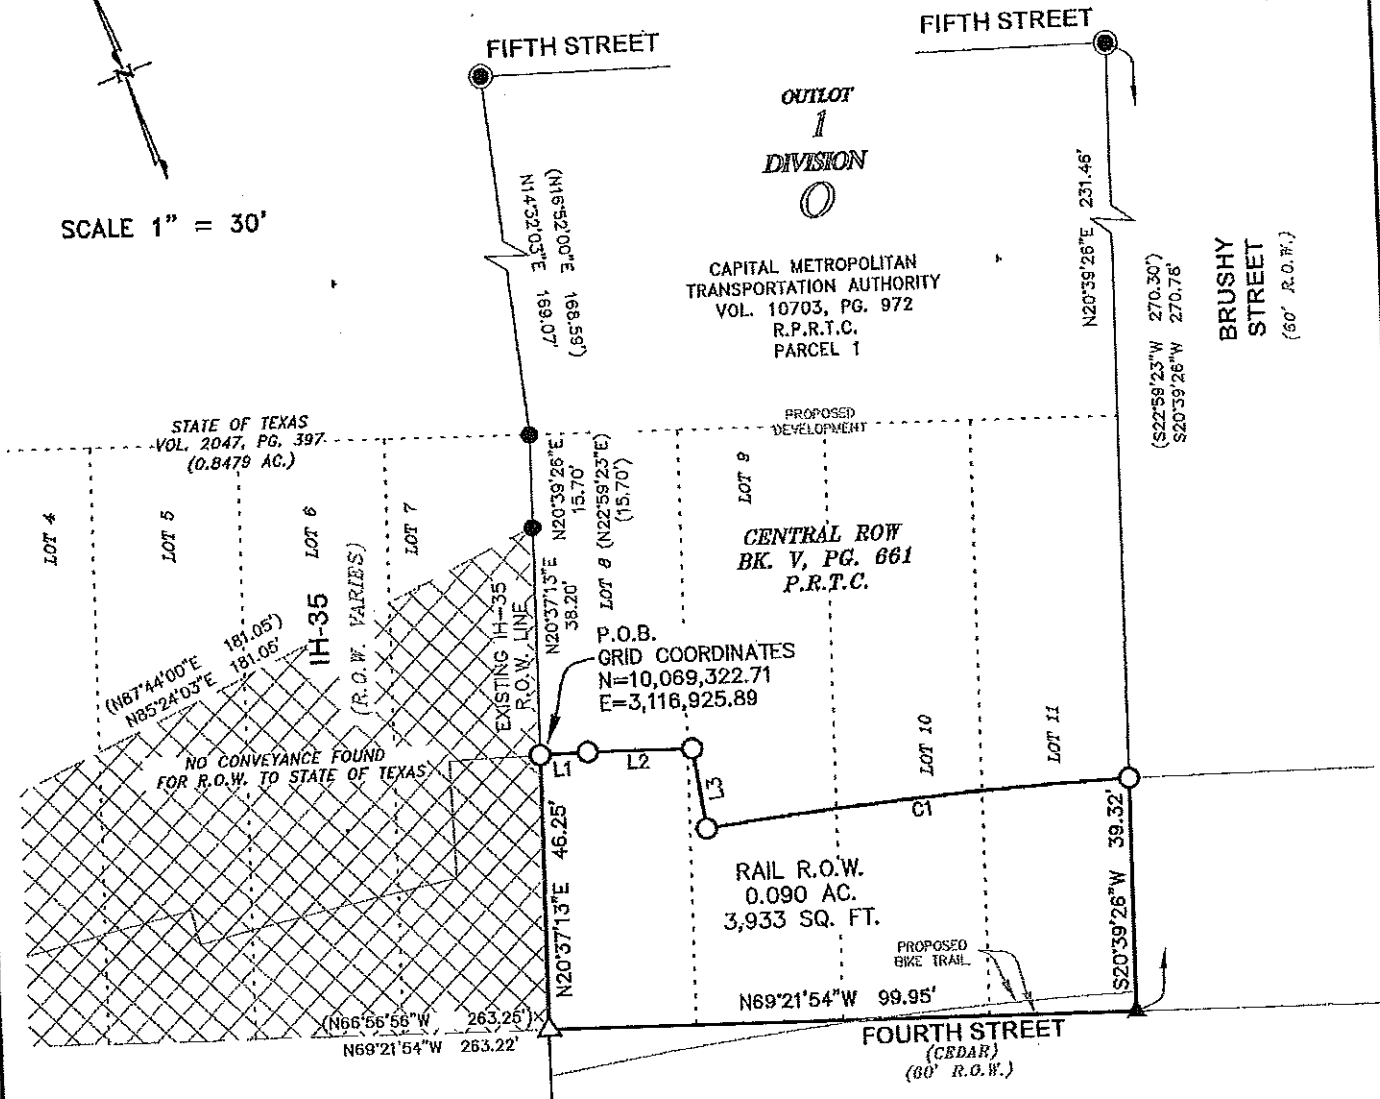 FIFTH STREET
FIFTH STREET
N
SCALE 1" = 30'
OUTLOT
1
DIVISION
O
CAPITAL METROPOLITAN
TRANSPORTATION AUTHORITY
VOL. 10703, PG. 972
R.P.R.T.C.
PARCEL 1
(N16°52'00"E 168.59')
N14°32'03"E 169.07'
N20°39'26"E 231.46'
(S22°59'23"W 270.30')
S20°39'26"W 270.78'
BRUSHY
STREET
(60' R.O.W.)
STATE OF TEXAS
VOL. 2047, PG. 397
(0.8479 AC.)
PROPOSED
DEVELOPMENT
LOT 4
LOT 5
LOT 6
LOT 7
N20°39'26"E
15.70'
(N22°59'23"E)
(15.70')
LOT 8
LOT 9
CENTRAL ROW
BK. V, PG. 661
P.R.T.C.
IH-35
(R.O.W. VARIES)
(N87°44'00"E 181.05')
N85°24'03"E 181.06'
EXISTING IH-35
R.O.W. LINE
N20°37'13"E
38.20'
P.O.B.
GRID COORDINATES
N=10,069,322.71
E=3,116,925.89
NO CONVEYANCE FOUND
FOR R.O.W. TO STATE OF TEXAS
L1
L2
L3
C1
LOT 10
LOT 11
N20°37'13"E 46.25'
RAIL R.O.W.
0.090 AC.
3,933 SQ. FT.
S20°39'26"W 39.32'
PROPOSED
BIKE TRAIL
N69°21'54"W 99.95'
(N66°56'56"W 263.25')
N69°21'54"W 263.22'
FOURTH STREET
(CEDAR)
(60' R.O.W.)